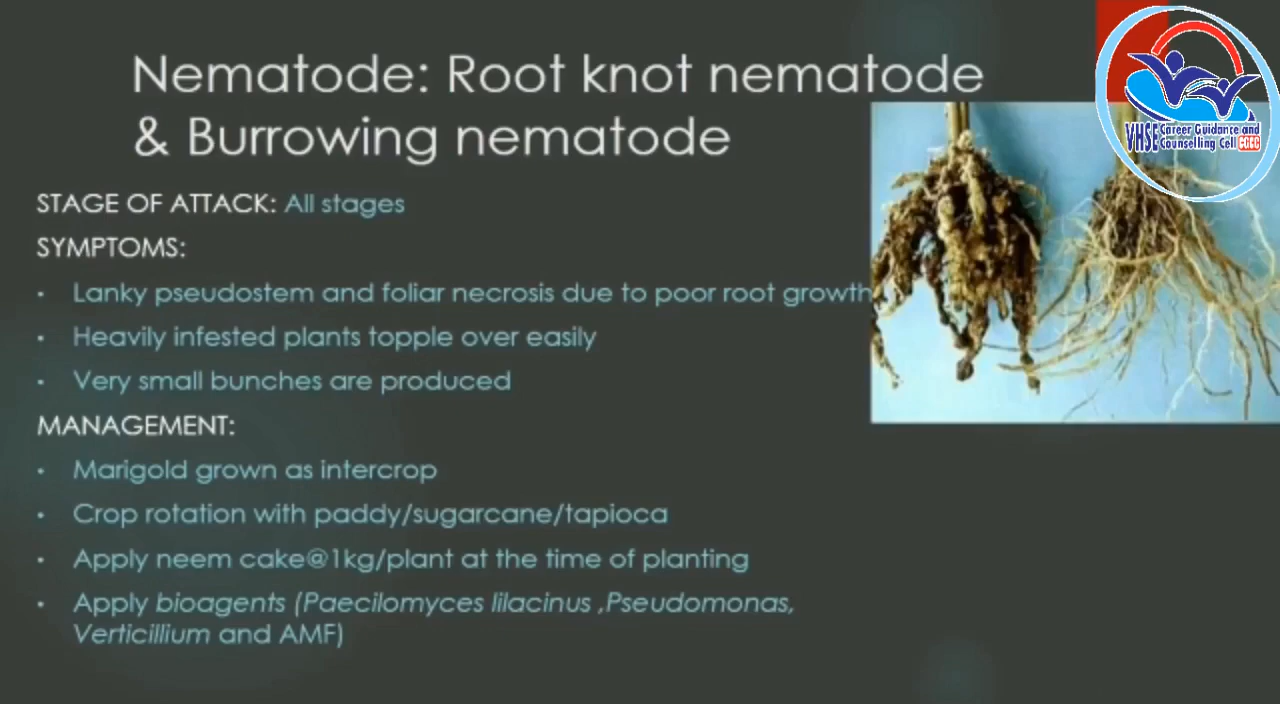 Nematode: Root knot nematode
& Burrowing nematode
STAGE OF ATTACK: All stages
SYMPTOMS:
• Lanky pseudostem and foliar necrosis due to poor root growth
• Heavily infested plants topple over easily
• Very small bunches are produced
MANAGEMENT:
• Marigold grown as intercrop
• Crop rotation with paddy/sugarcane/tapioca
• Apply neem cake@1kg/plant at the time of planting
• Apply bioagents (Paecilomyces lilacinus ,Pseudomonas,
Verticillium and AMF)
VHSE Career Guidance and
Counselling Cell CGCC